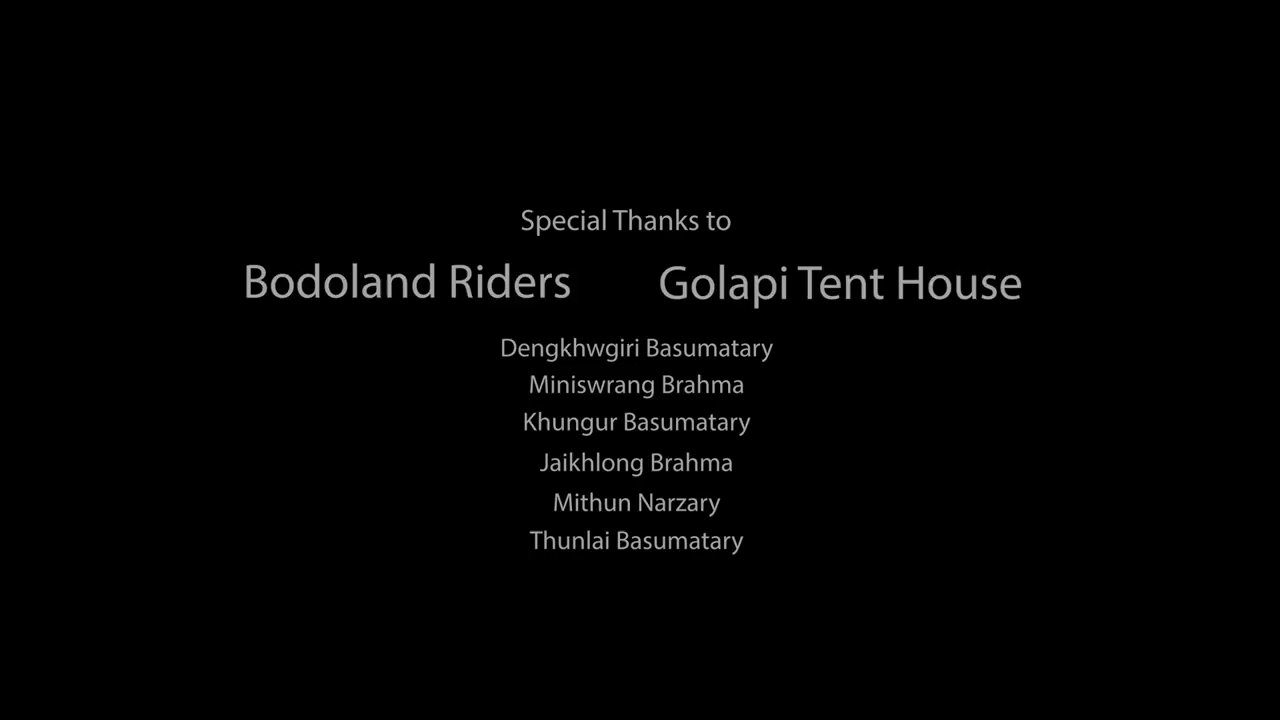 Special Thanks to
Bodoland Riders Golapi Tent House
Dengkhwgiri Basumatary
Miniswrang Brahma
Khungur Basumatary
Jaikhlong Brahma
Mithun Narzary
Thunlai Basumatary